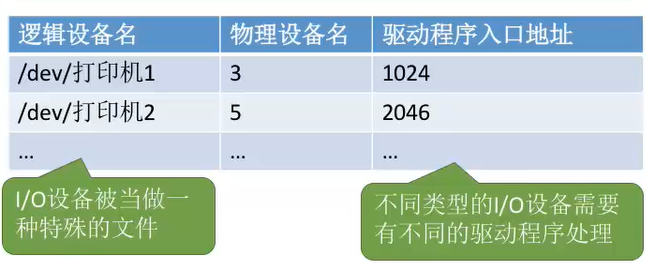 逻辑设备名 物理设备名 驱动程序入口地址
/dev/打印机1 3 1024
/dev/打印机2 5 2046
... ... ...
I/O设备被当做一
种特殊的文件
不同类型的I/O设备需要
有不同的驱动程序处理